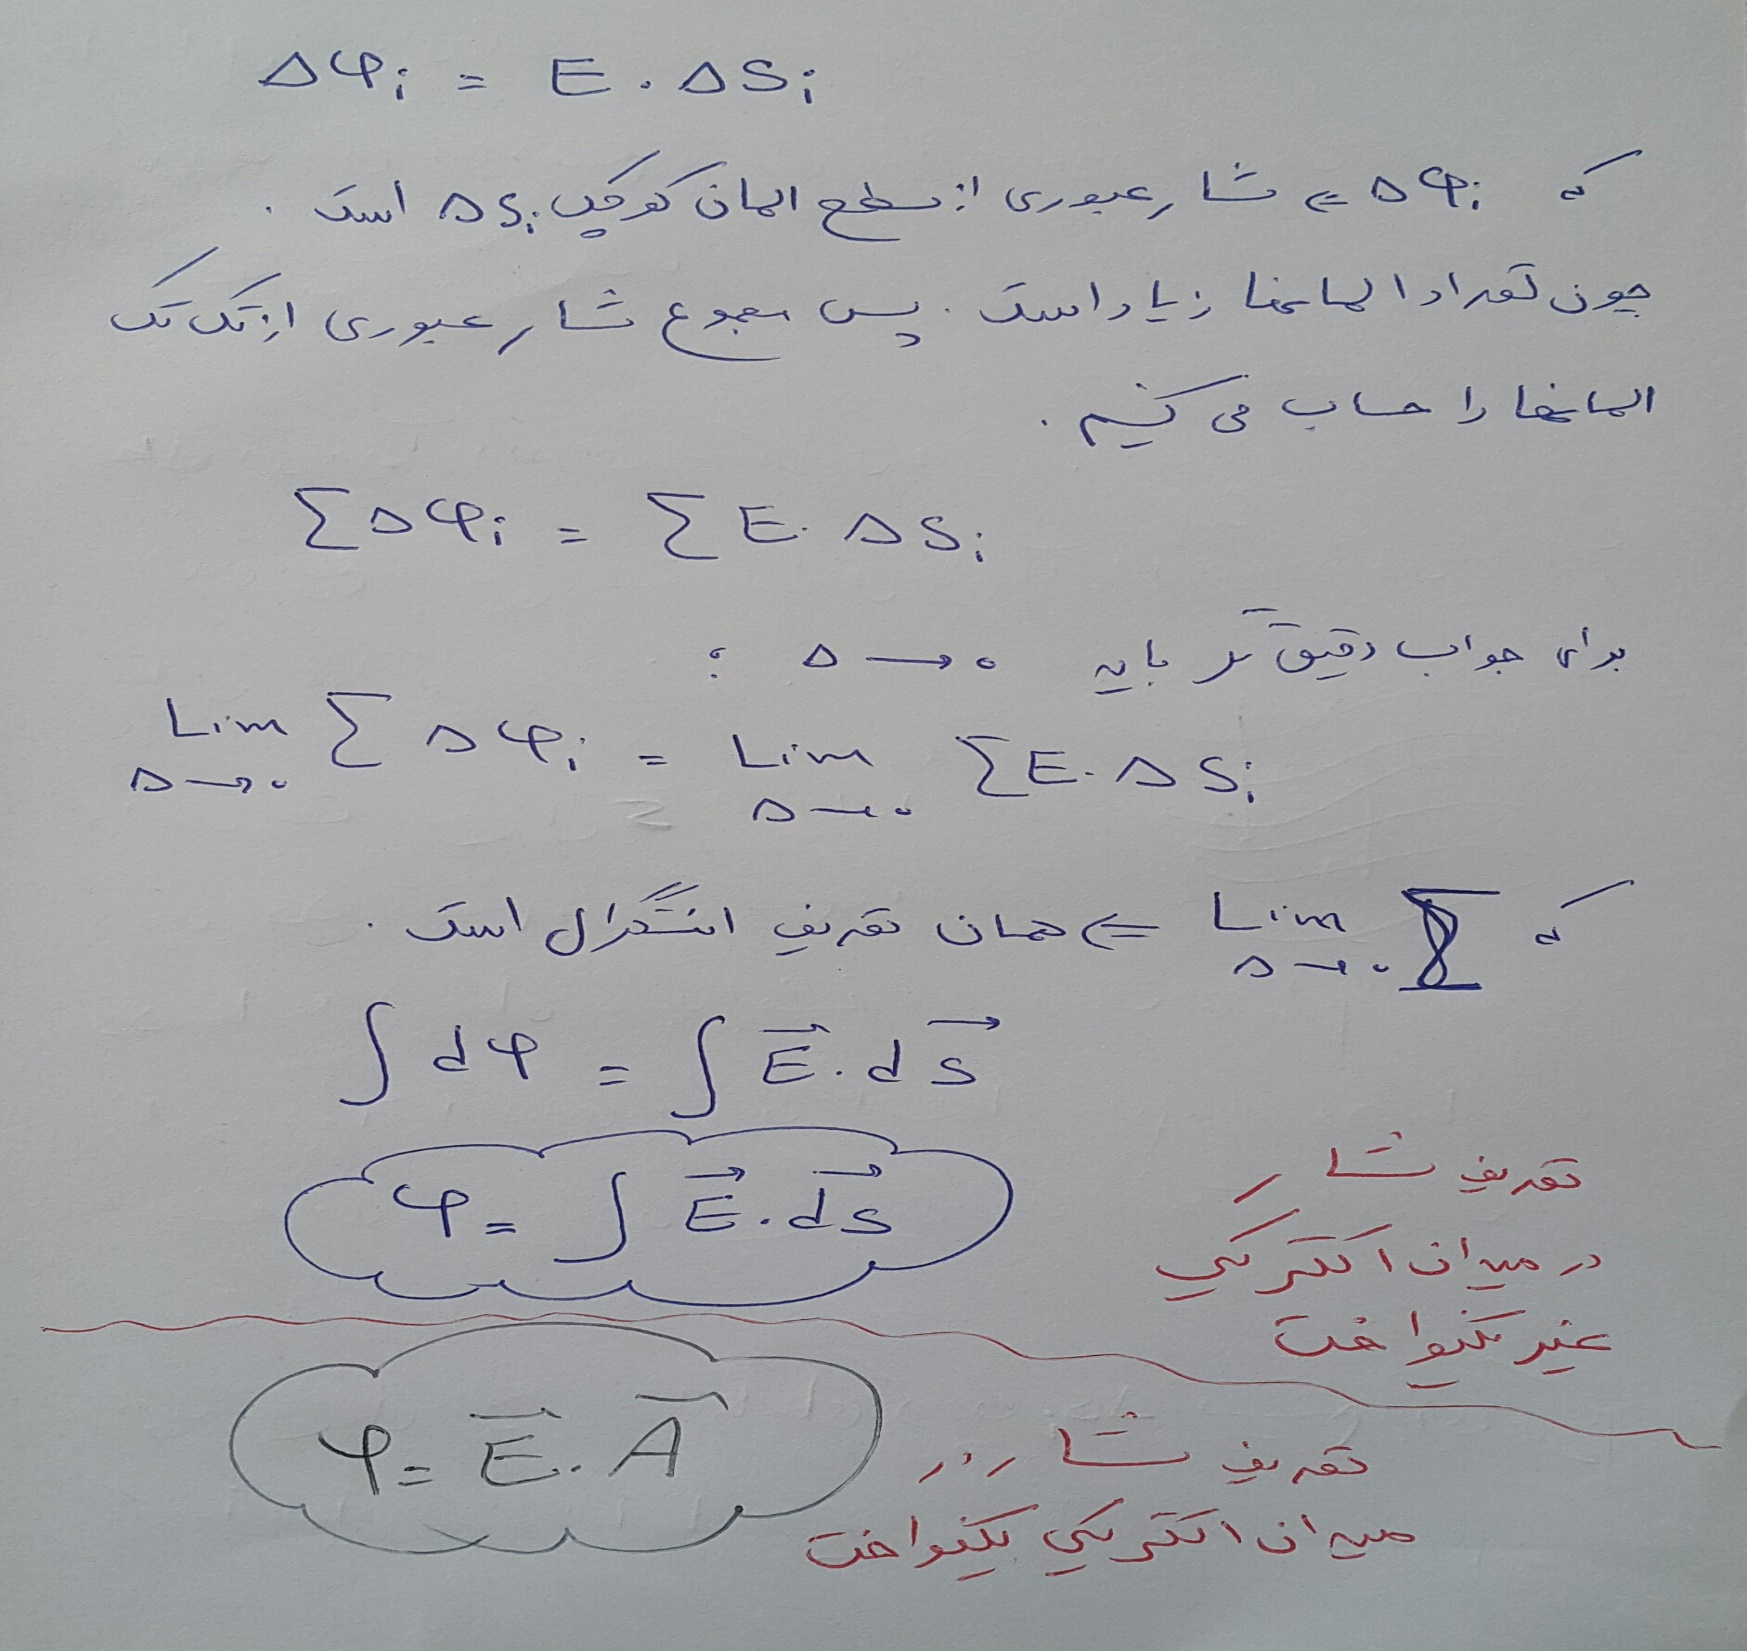 Δφi = E . ΔSi
که Δφi ⇐ شار عبوری از سطح المان کوچک ΔSi است .
چون تعداد المانها زیاد است . پس مجموع شار عبوری از تک تک
المانها را حساب می کنیم .
ΣΔφi = ΣE . ΔSi
برای جواب دقیق تر باید Δ → 0 :
Lim Δ→0 Σ Δφi = Lim Δ→0 ΣE . ΔSi
که Lim Δ→0 Σ ⇐ همان تعریف انتگرال است .
∫ dφ = ∫ E⃗ . dS⃗
φ = ∫ E⃗ . dS⃗
تعریف شار
در میدان الکتریکی
غیر یکنواخت
φ = E⃗ . A⃗
تعریف شار در
میدان الکتریکی یکنواخت